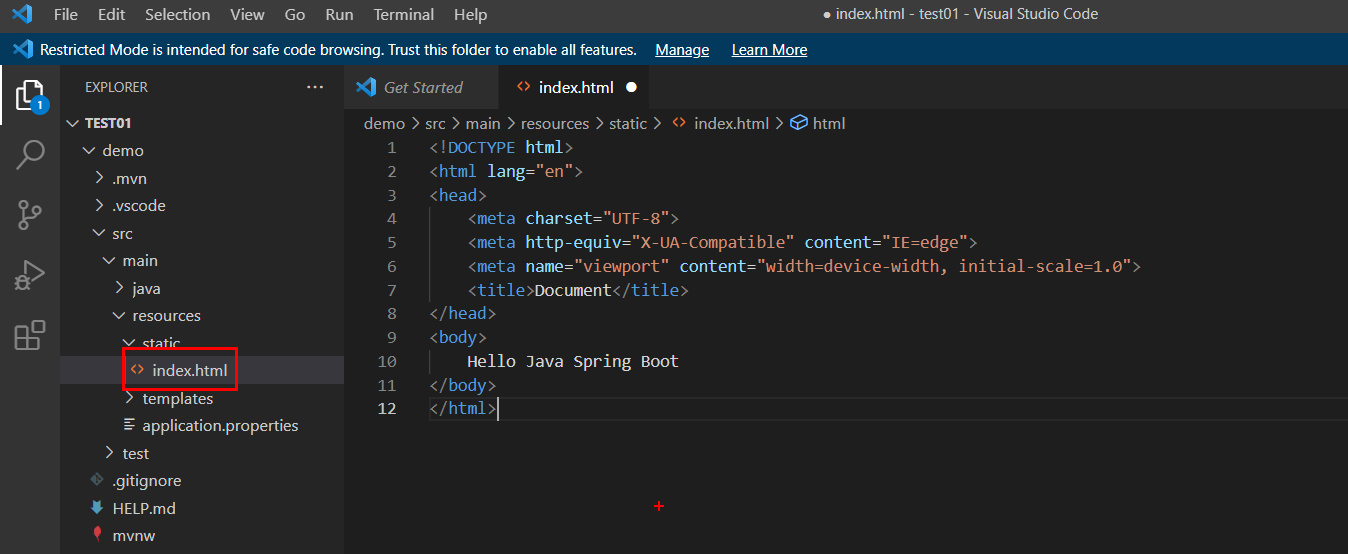 File Edit Selection View Go Run Terminal Help ● index.html - test01 - Visual Studio Code
Restricted Mode is intended for safe code browsing. Trust this folder to enable all features. Manage Learn More
EXPLORER ···
Get Started
<> index.html ●
1
TEST01
demo
.mvn
.vscode
src
main
java
resources
static
<> index.html
templates
application.properties
test
.gitignore
HELP.md
mvnw
demo > src > main > resources > static > <> index.html > html
1 <!DOCTYPE html>
2 <html lang="en">
3 <head>
4     <meta charset="UTF-8">
5     <meta http-equiv="X-UA-Compatible" content="IE=edge">
6     <meta name="viewport" content="width=device-width, initial-scale=1.0">
7     <title>Document</title>
8 </head>
9 <body>
10     Hello Java Spring Boot
11 </body>
12 </html>